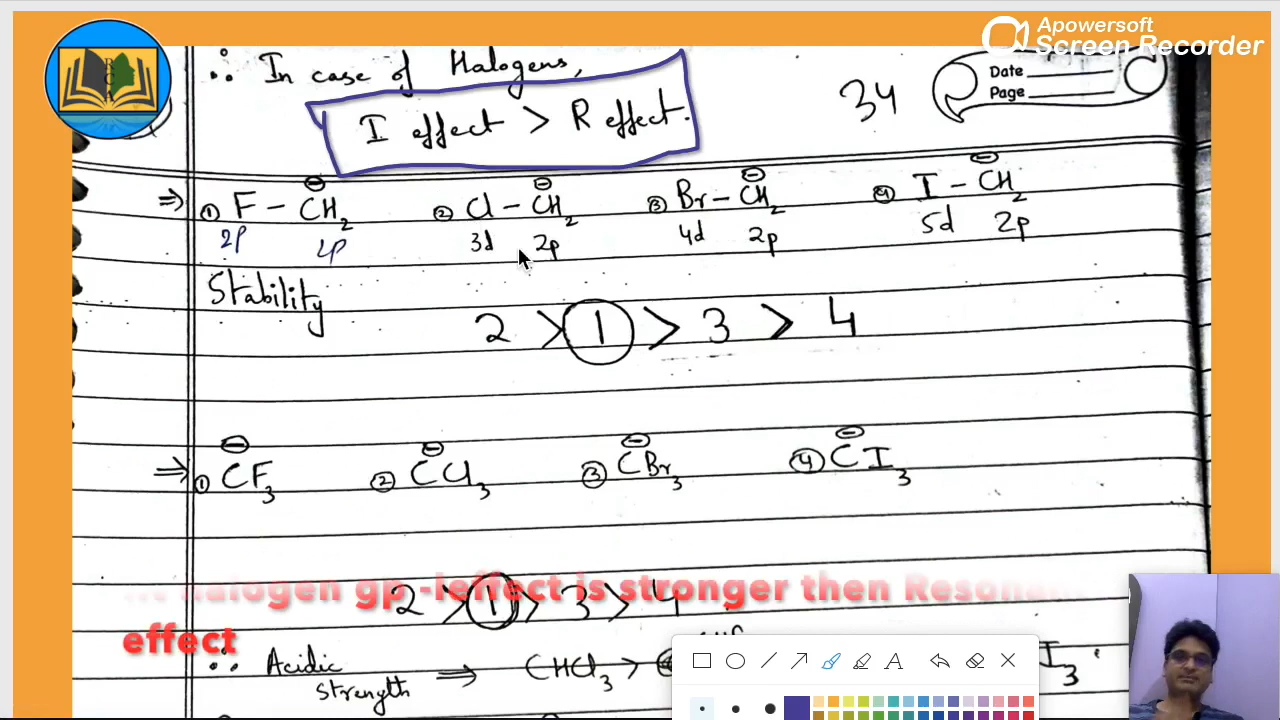 Apowersoft
Screen Recorder
∴ In case of Halogens,
I effect > R effect.
34
Date
Page
⇒ ① F – CH₂⊖ ② Cl – CH₂⊖ ③ Br – CH₂⊖ ④ I – CH₂⊖
2p 2p 3d 2p 4d 2p 5d 2p
Stability
2 > 1 > 3 > 4
⇒ ① CF₃⊖ ② CCl₃⊖ ③ CBr₃⊖ ④ CI₃⊖
halogen gp -Ieffect is stronger then
effect
2 > 1 > 3 > 4
∴ Acidic strength ⇒ CHCl₃ >
I₃
A